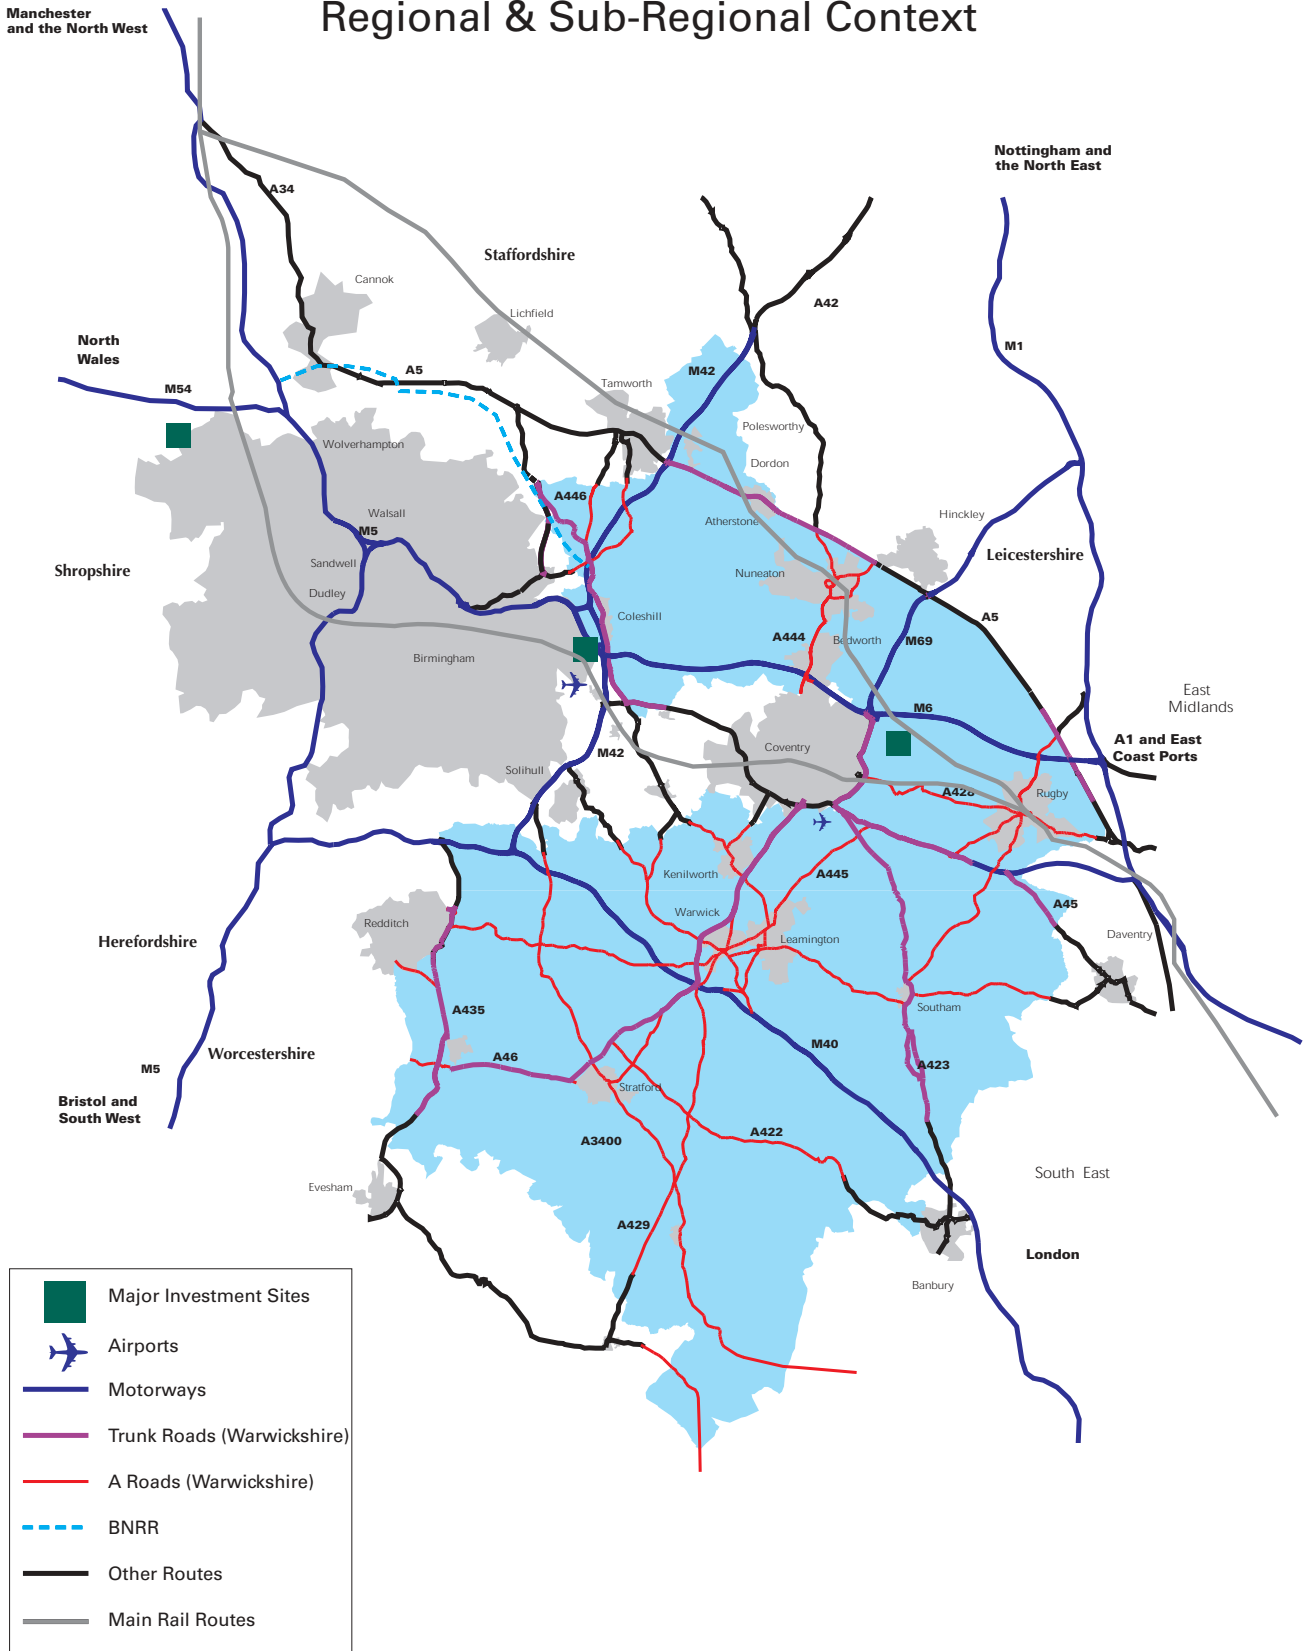 Regional & Sub-Regional Context
Manchester
and the North West
Nottingham and
the North East
A34
Staffordshire
Cannok
A42
Lichfield
North
Wales
M1
M54
A5
M42
Tamworth
Polesworthy
Wolverhampton
Dordon
A446
Walsall
Atherstone
Hinckley
M5
Leicestershire
Sandwell
Shropshire
Nuneaton
Dudley
Coleshill
A5
A444
Bedworth
M69
Birmingham
East
Midlands
M6
A1 and East
Coast Ports
Coventry
M42
Solihull
A428
Rugby
Kenilworth
A445
Warwick
A45
Redditch
Leamington
Daventry
Herefordshire
A435
Southam
M40
Worcestershire
A46
A423
M5
Stratford
Bristol and
South West
A422
A3400
South East
Evesham
A429
London
Banbury
Major Investment Sites
Airports
Motorways
Trunk Roads (Warwickshire)
A Roads (Warwickshire)
BNRR
Other Routes
Main Rail Routes